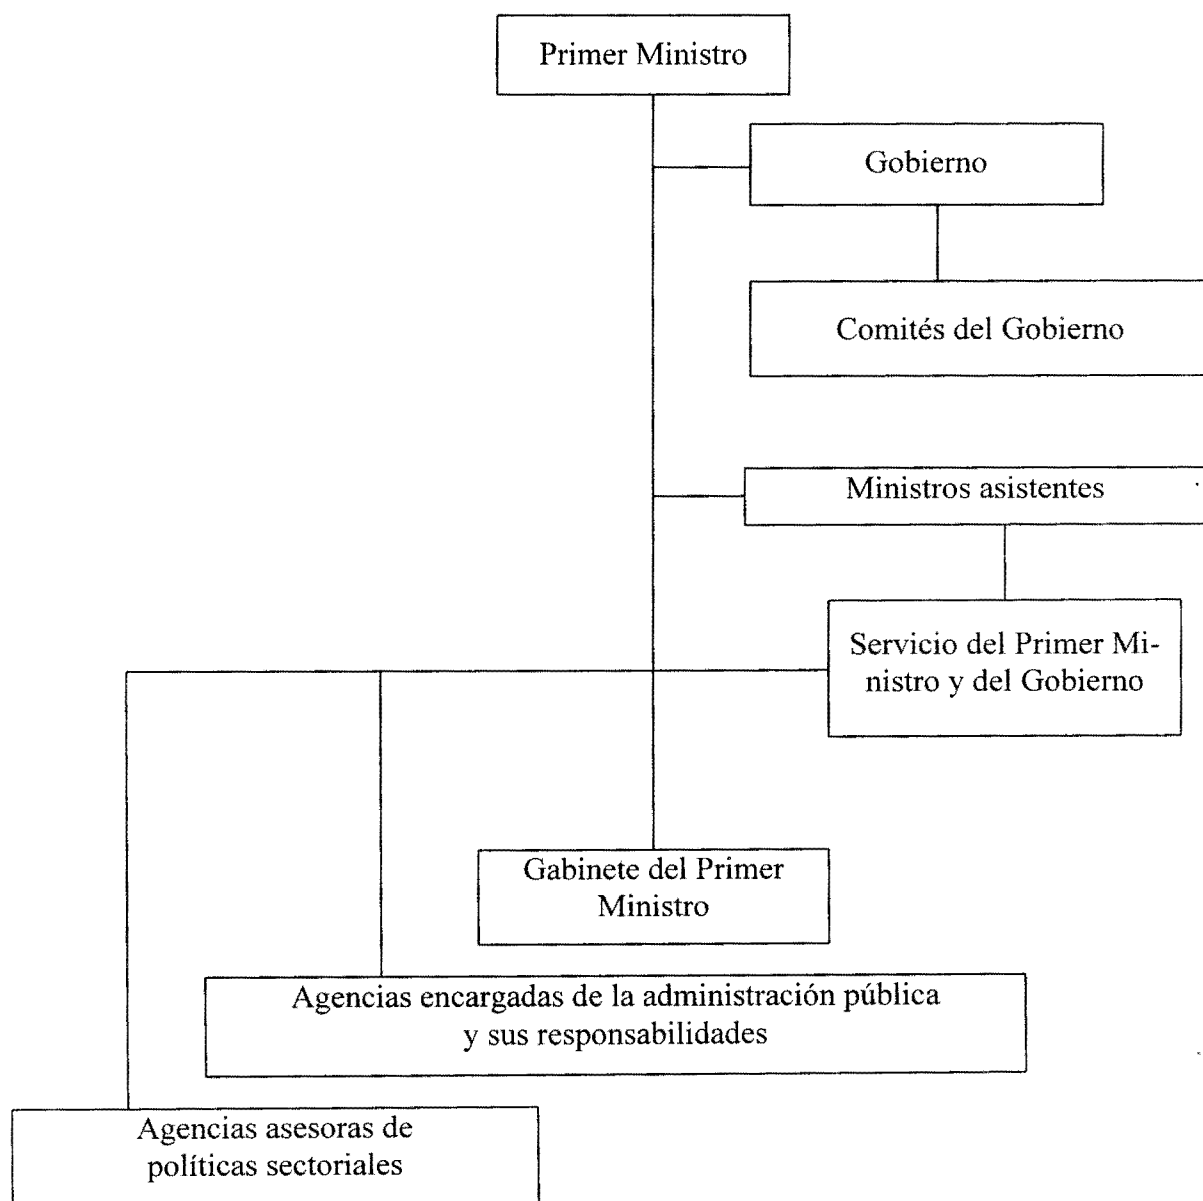 Primer Ministro
Gobierno
Comités del Gobierno
Ministros asistentes
Servicio del Primer Mi-
nistro y del Gobierno
Gabinete del Primer
Ministro
Agencias encargadas de la administración pública
y sus responsabilidades
Agencias asesoras de
políticas sectoriales